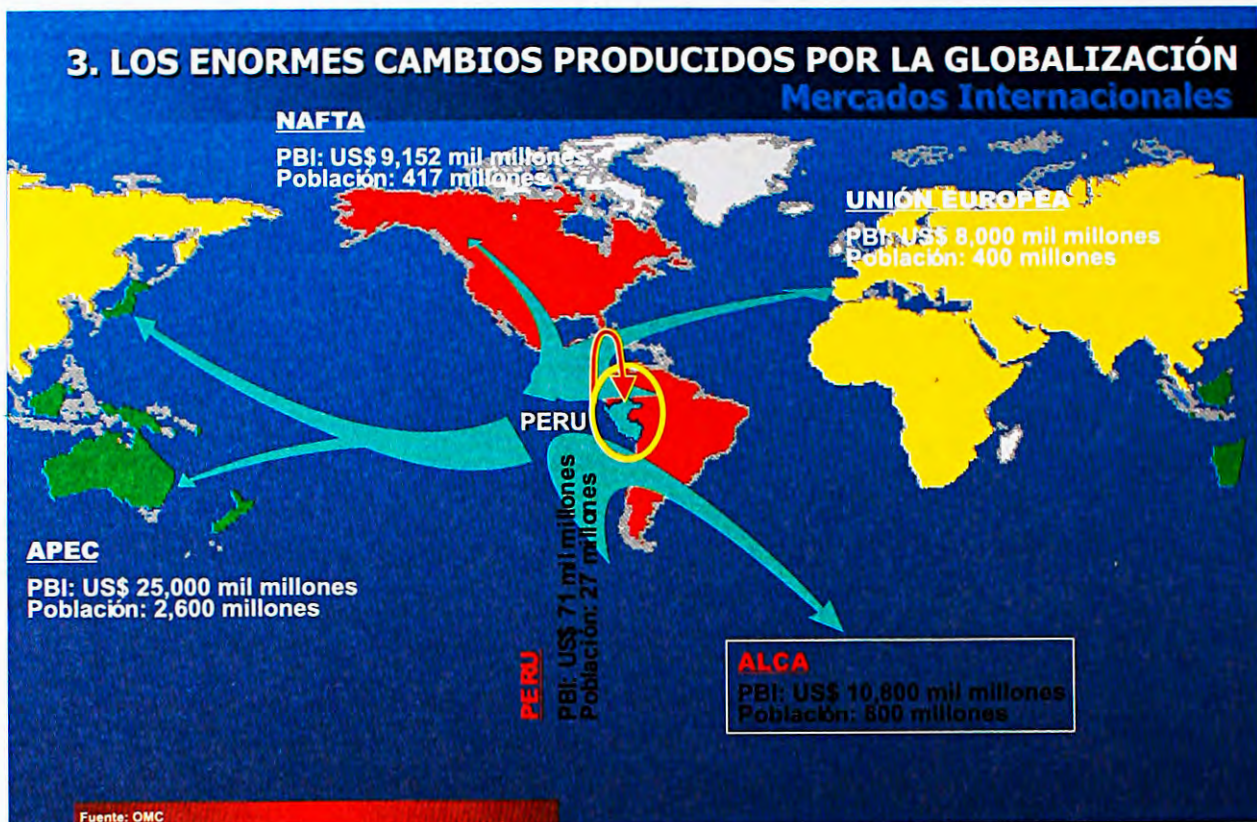 3. LOS ENORMES CAMBIOS PRODUCIDOS POR LA GLOBALIZACIÓN
Mercados Internacionales
NAFTA
PBI: US$ 9,152 mil millones
Población: 417 millones
UNIÓN EUROPEA
PBI: US$ 8,000 mil millones
Población: 400 millones
PERU
APEC
PBI: US$ 25,000 mil millones
Población: 2,600 millones
PERU
PBI: US$ 71 mil millones
Población: 27 millones
ALCA
PBI: US$ 10,800 mil millones
Población: 800 millones
Fuente: OMC